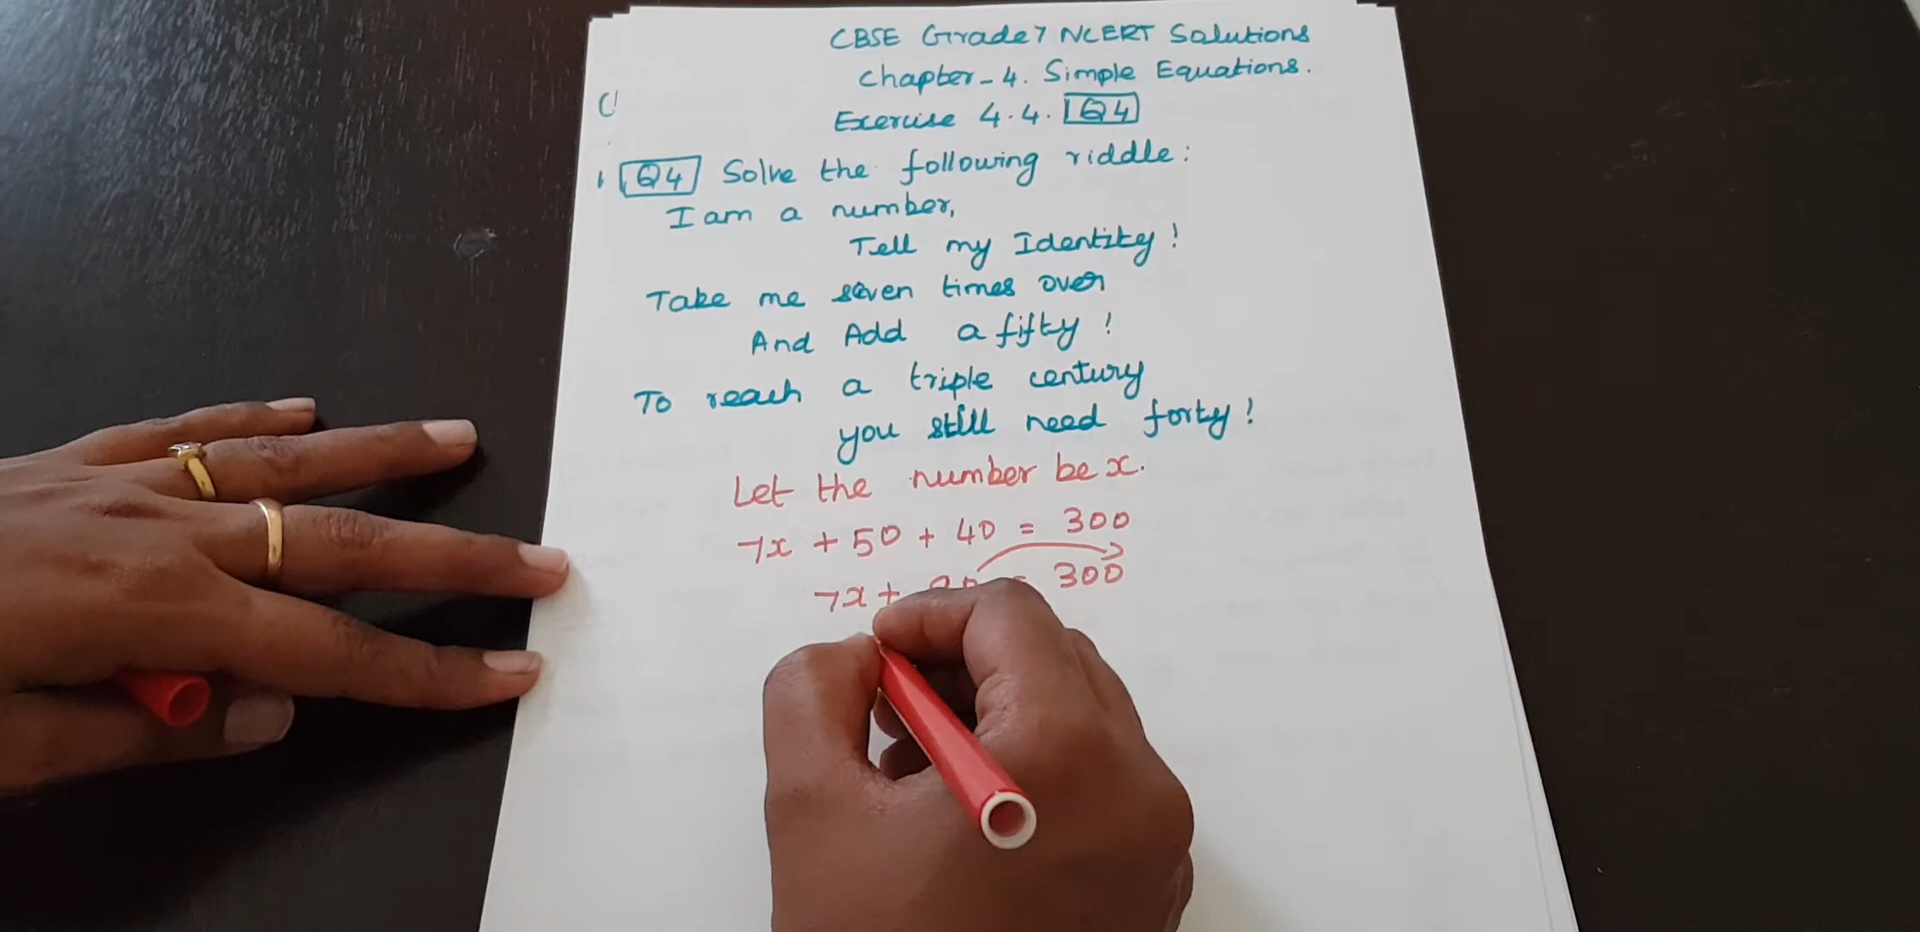 CBSE Grade 7 NCERT Solutions
Chapter-4. Simple Equations.
Exercise 4.4. Q4
Q4 Solve the following riddle:
I am a number,
Tell my Identity!
Take me seven times over
And Add a fifty!
To reach a triple century
you still need forty!
Let the number be x.
7x + 50 + 40 = 300
7x + 90 = 300